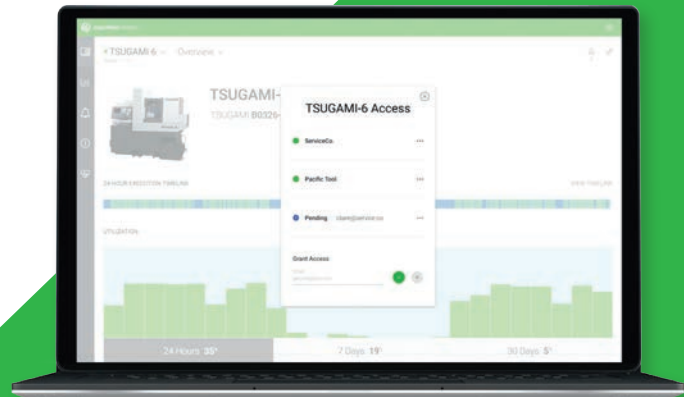 TSUGAMI 6
Overview
TSUGAMI-
TSUGAMI B0326-
TSUGAMI-6 Access
ServiceCo
Pacific Tool
Pending
24 HOUR EXECUTION TIMELINE
VIEW TIMELINE
UTILIZATION
Grant Access
24 Hours 35
7 Days 19
30 Days 5